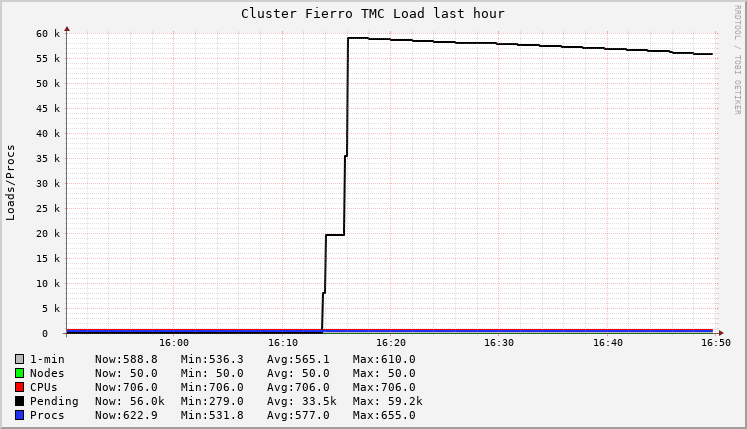 Cluster Fierro TMC Load last hour
RRDTOOL / TOBI OETIKER
Loads/Procs
60 k
55 k
50 k
45 k
40 k
35 k
30 k
25 k
20 k
15 k
10 k
5 k
0
16:00 16:10 16:20 16:30 16:40 16:50
1-min Now:588.8 Min:536.3 Avg:565.1 Max:610.0
Nodes Now: 50.0 Min: 50.0 Avg: 50.0 Max: 50.0
CPUs Now:706.0 Min:706.0 Avg:706.0 Max:706.0
Pending Now: 56.0k Min:279.0 Avg: 33.5k Max: 59.2k
Procs Now:622.9 Min:531.8 Avg:577.0 Max:655.0